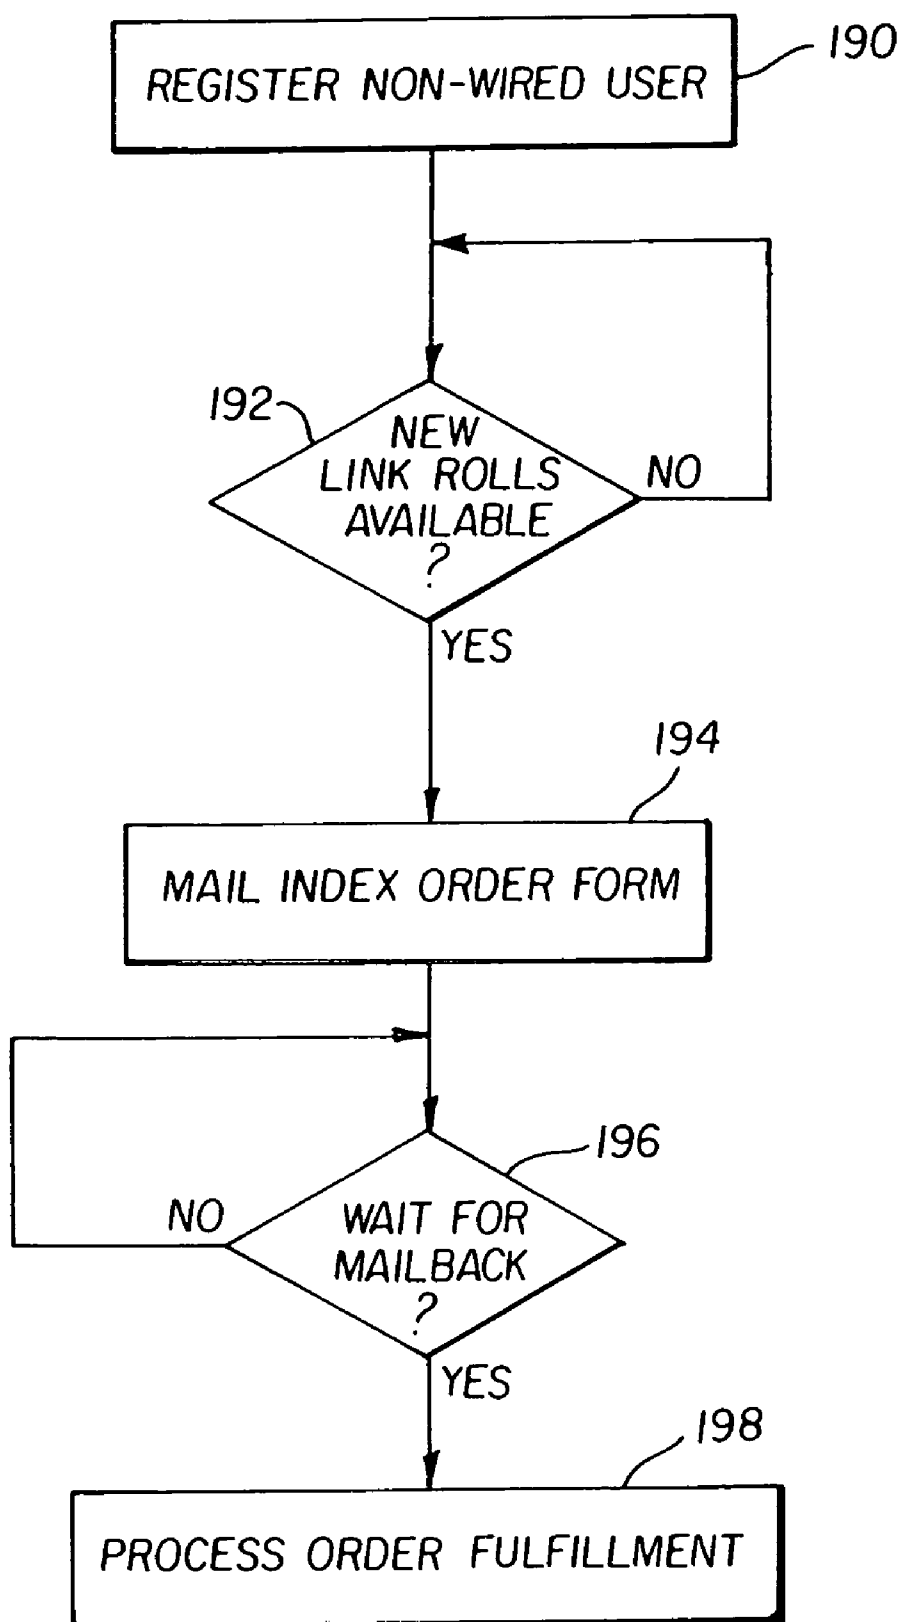 190
REGISTER NON-WIRED USER
192
NEW
LINK ROLLS
AVAILABLE
?
NO
YES
194
MAIL INDEX ORDER FORM
196
WAIT FOR
MAILBACK
?
NO
YES
198
PROCESS ORDER FULFILLMENT